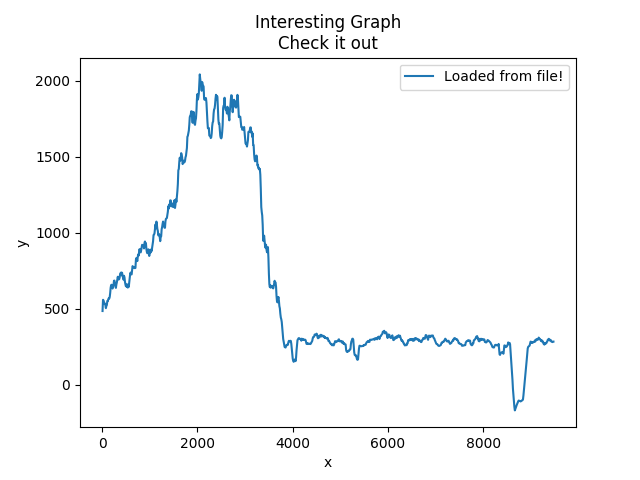 Interesting Graph
Check it out
Loaded from file!
y
2000
1500
1000
500
0
0 2000 4000 6000 8000
x